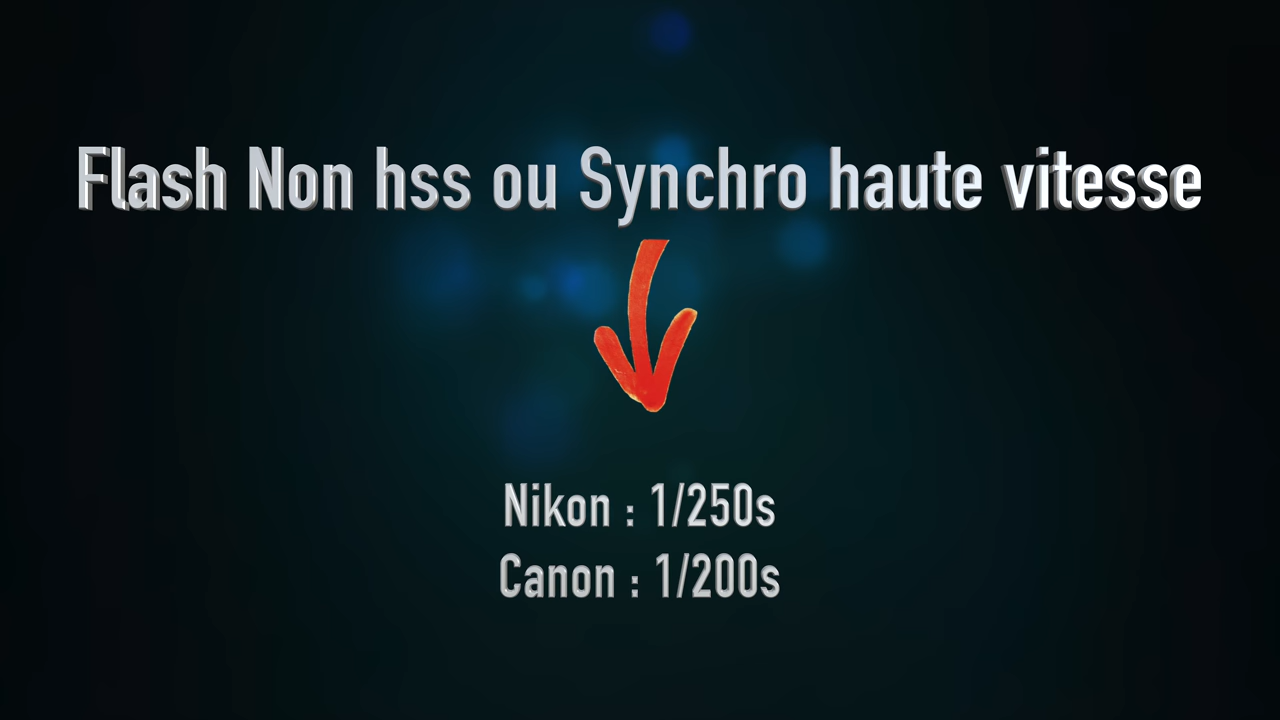 Flash Non hss ou Synchro haute vitesse
Nikon : 1/250s
Canon : 1/200s